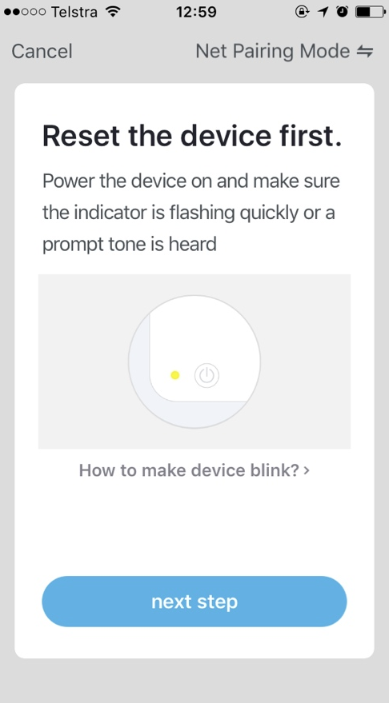 Telstra 12:59
Cancel Net Pairing Mode
Reset the device first.
Power the device on and make sure
the indicator is flashing quickly or a
prompt tone is heard
How to make device blink? >
next step